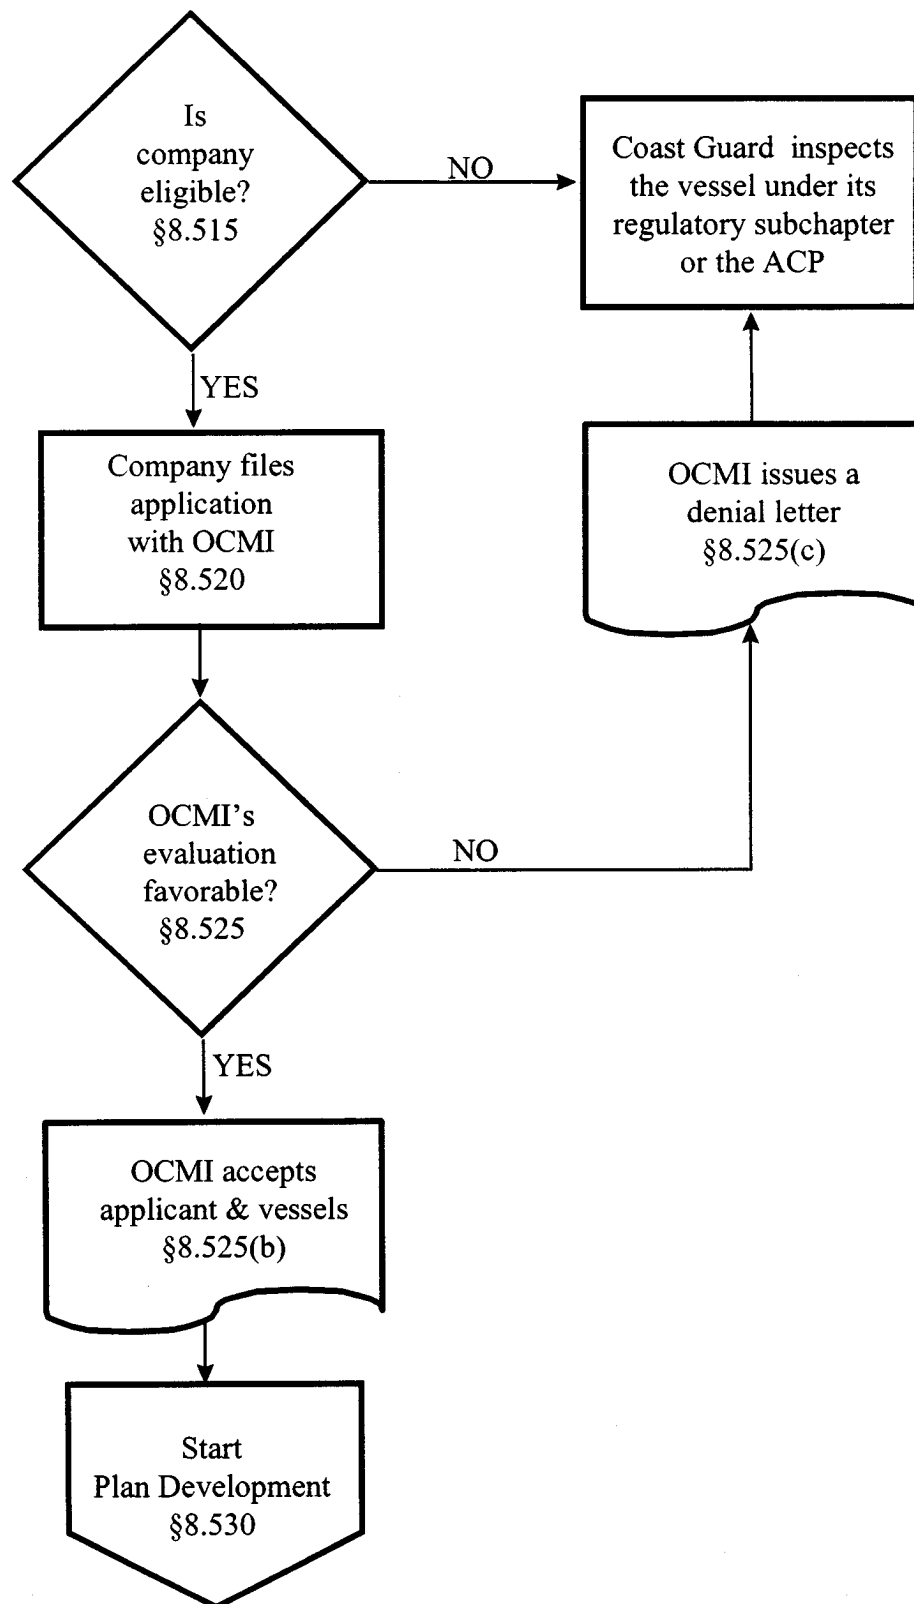 Is
company
eligible?
§8.515
NO
Coast Guard inspects
the vessel under its
regulatory subchapter
or the ACP
YES
Company files
application
with OCMI
§8.520
OCMI issues a
denial letter
§8.525(c)
OCMI's
evaluation
favorable?
§8.525
NO
YES
OCMI accepts
applicant & vessels
§8.525(b)
Start
Plan Development
§8.530